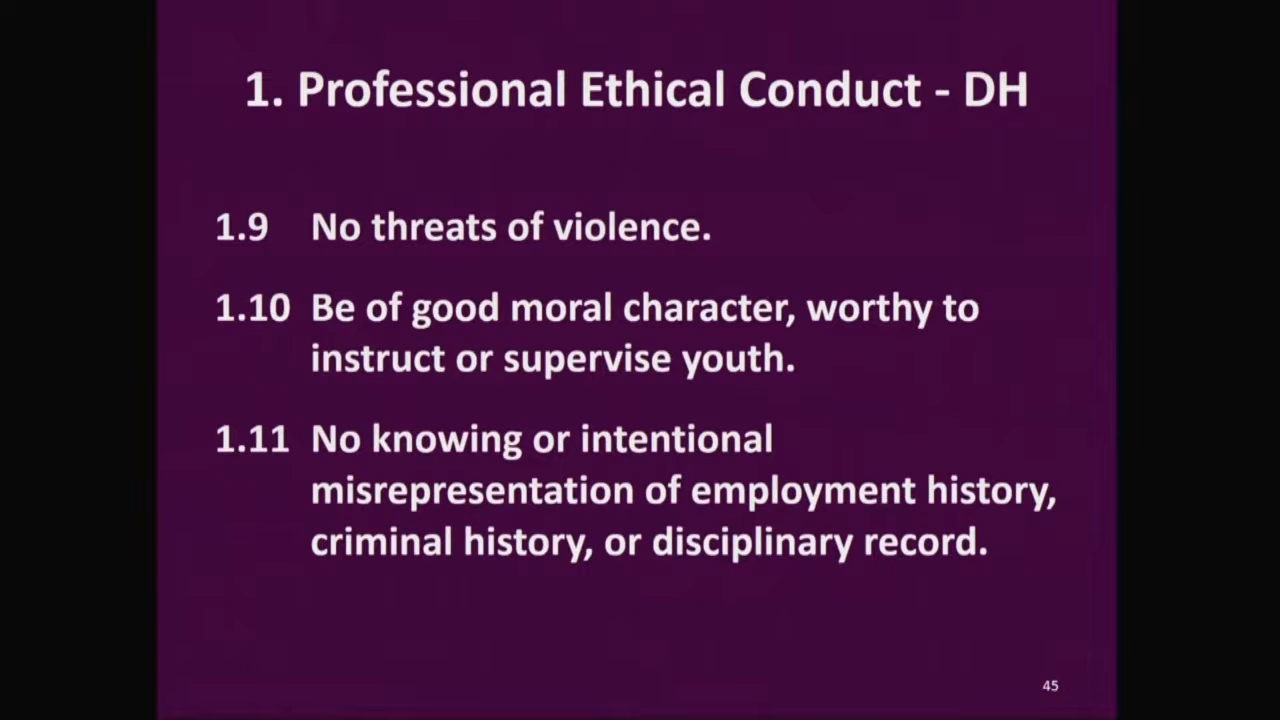 1. Professional Ethical Conduct - DH
1.9 No threats of violence.
1.10 Be of good moral character, worthy to
instruct or supervise youth.
1.11 No knowing or intentional
misrepresentation of employment history,
criminal history, or disciplinary record.
45